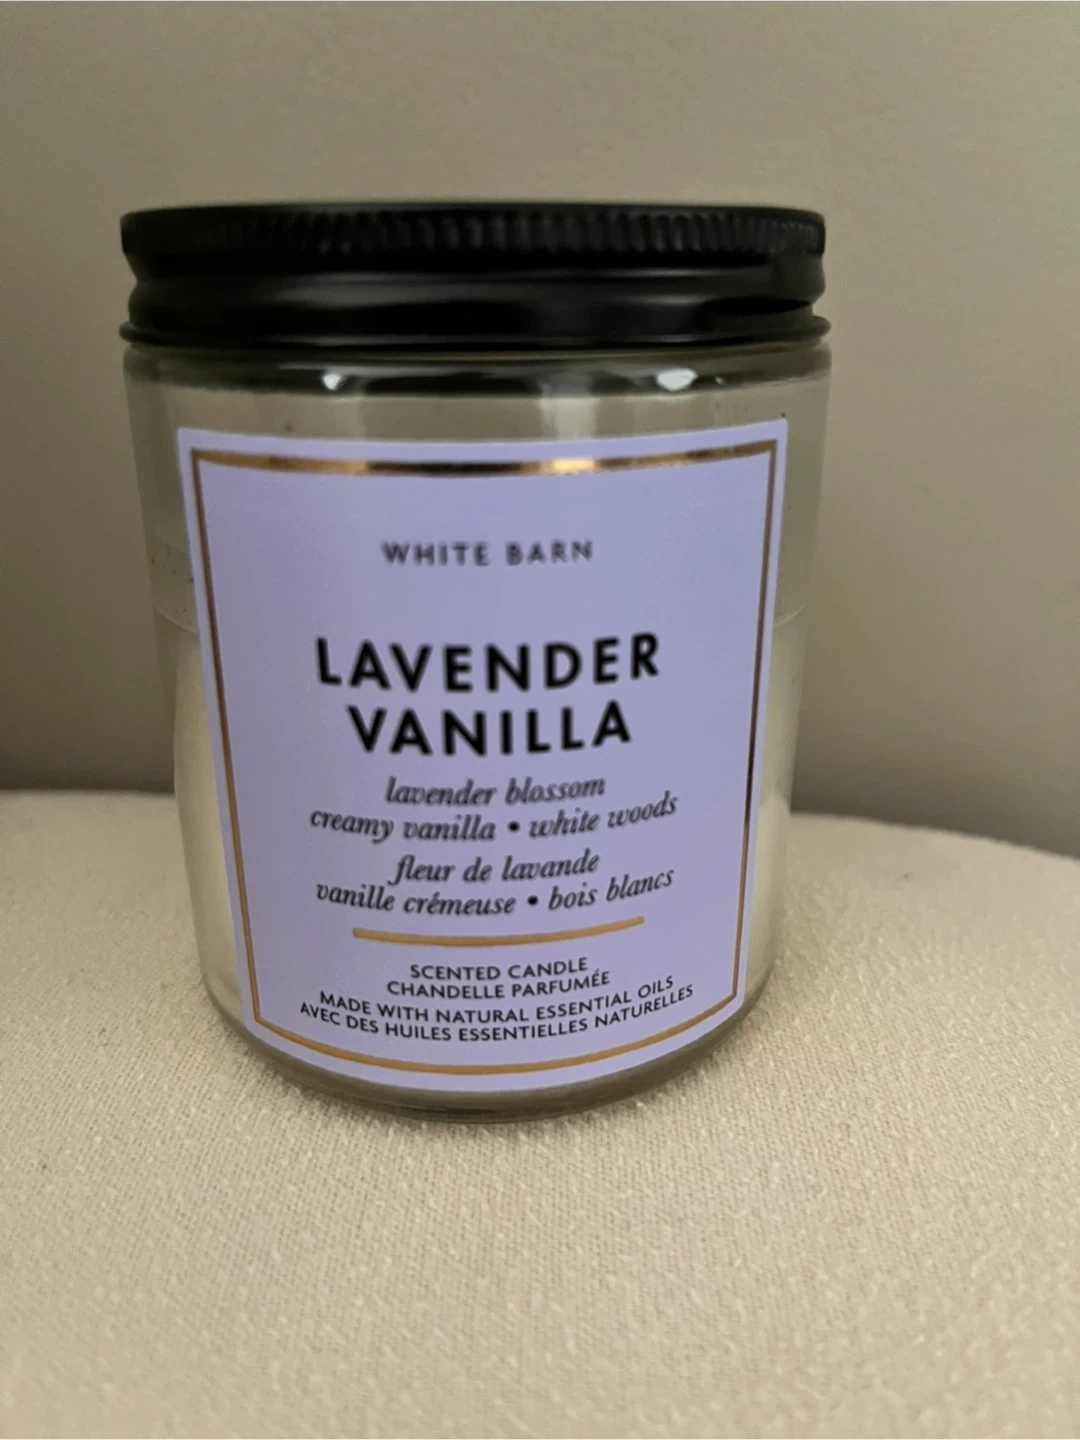 WHITE BARN
LAVENDER
VANILLA
lavender blossom
creamy vanilla • white woods
fleur de lavande
vanille crémeuse • bois blancs
SCENTED CANDLE
CHANDELLE PARFUMÉE
MADE WITH NATURAL ESSENTIAL OILS
AVEC DES HUILES ESSENTIELLES NATURELLES